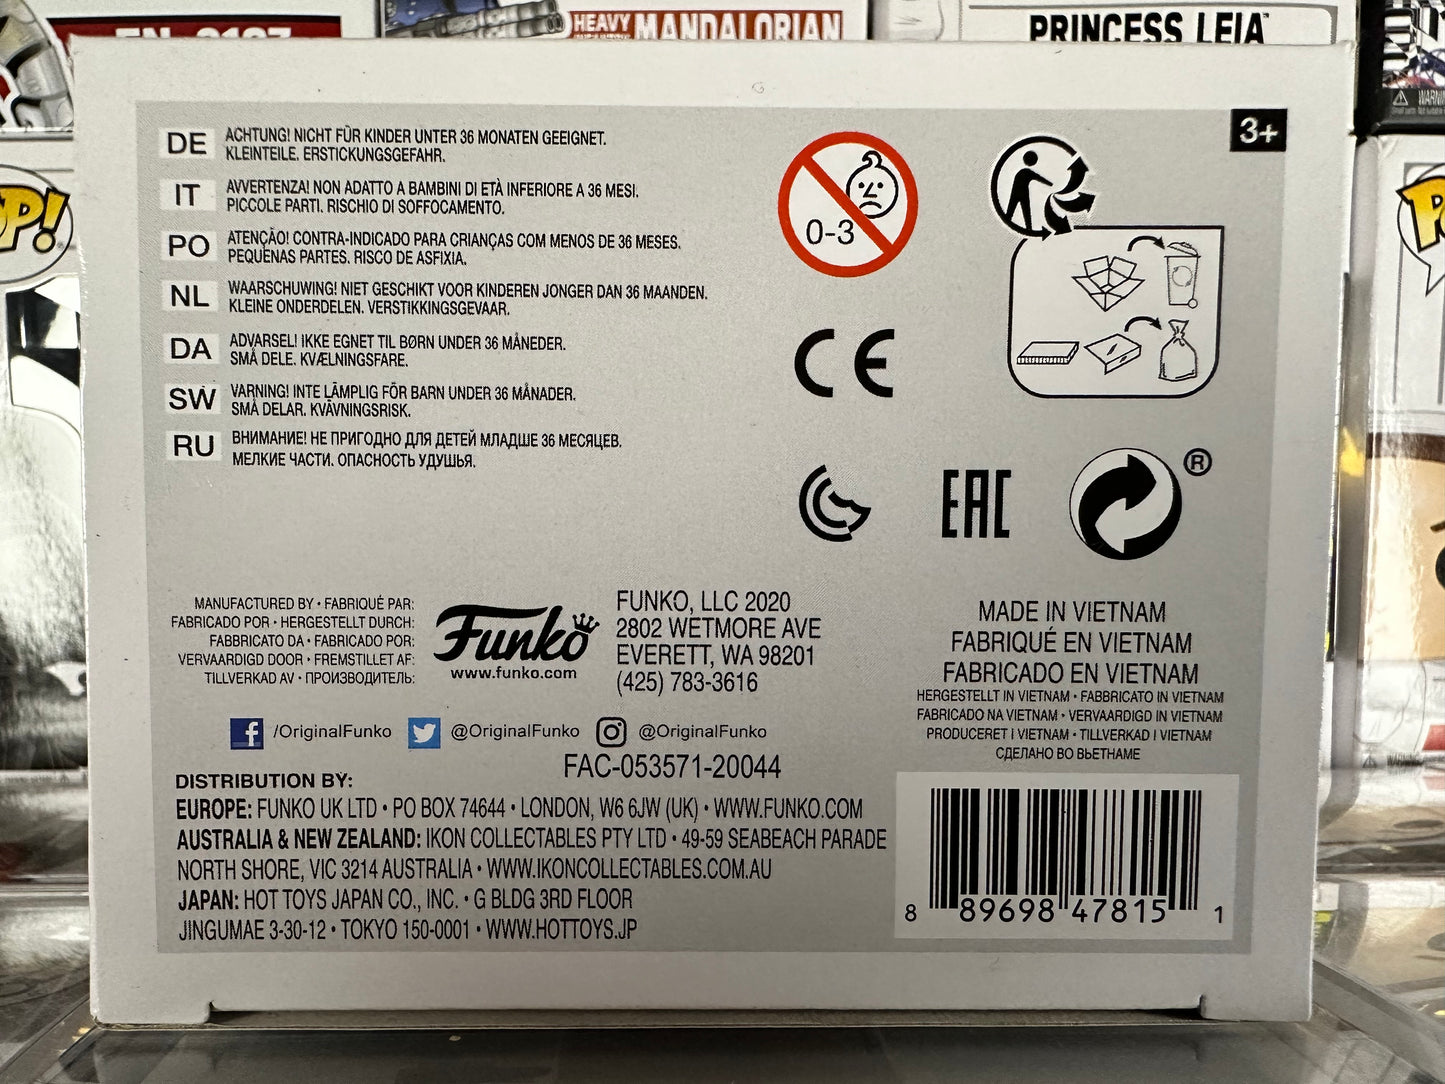 HEAVY MANDALORIAN
PRINCESS LEIA™
3+
DE ACHTUNG! NICHT FÜR KINDER UNTER 36 MONATEN GEEIGNET.
KLEINTEILE. ERSTICKUNGSGEFAHR.
IT AVVERTENZA! NON ADATTO A BAMBINI DI ETÀ INFERIORE A 36 MESI.
PICCOLE PARTI. RISCHIO DI SOFFOCAMENTO.
PO ATENÇÃO! CONTRA-INDICADO PARA CRIANÇAS COM MENOS DE 36 MESES.
PEQUENAS PARTES. RISCO DE ASFIXIA.
NL WAARSCHUWING! NIET GESCHIKT VOOR KINDEREN JONGER DAN 36 MAANDEN.
KLEINE ONDERDELEN. VERSTIKKINGSGEVAAR.
DA ADVARSEL! IKKE EGNET TIL BØRN UNDER 36 MÅNEDER.
SMÅ DELE. KVÆLNINGSFARE.
SW VARNING! INTE LÄMPLIG FÖR BARN UNDER 36 MÅNADER.
SMÅ DELAR. KVÄVNINGSRISK.
RU ВНИМАНИЕ! НЕ ПРИГОДНО ДЛЯ ДЕТЕЙ МЛАДШЕ 36 МЕСЯЦЕВ.
МЕЛКИЕ ЧАСТИ. ОПАСНОСТЬ УДУШЬЯ.
0-3
CE
EAC
®
MANUFACTURED BY • FABRIQUÉ PAR:
FABRICADO POR • HERGESTELLT DURCH:
FABBRICATO DA • FABRICADO POR:
VERVAARDIGD DOOR • FREMSTILLET AF:
TILLVERKAD AV • ПРОИЗВОДИТЕЛЬ:
Funko
www.funko.com
FUNKO, LLC 2020
2802 WETMORE AVE
EVERETT, WA 98201
(425) 783-3616
MADE IN VIETNAM
FABRIQUÉ EN VIETNAM
FABRICADO EN VIETNAM
HERGESTELLT IN VIETNAM • FABBRICATO IN VIETNAM
FABRICADO NA VIETNAM • VERVAARDIGD IN VIETNAM
PRODUCERET I VIETNAM • TILLVERKAD I VIETNAM
СДЕЛАНО ВО ВЬЕТНАМЕ
/OriginalFunko @OriginalFunko @OriginalFunko
FAC-053571-20044
DISTRIBUTION BY:
EUROPE: FUNKO UK LTD • PO BOX 74644 • LONDON, W6 6JW (UK) • WWW.FUNKO.COM
AUSTRALIA & NEW ZEALAND: IKON COLLECTABLES PTY LTD • 49-59 SEABEACH PARADE
NORTH SHORE, VIC 3214 AUSTRALIA • WWW.IKONCOLLECTABLES.COM.AU
JAPAN: HOT TOYS JAPAN CO., INC. • G BLDG 3RD FLOOR
JINGUMAE 3-30-12 • TOKYO 150-0001 • WWW.HOTTOYS.JP
8 89698 47815 1